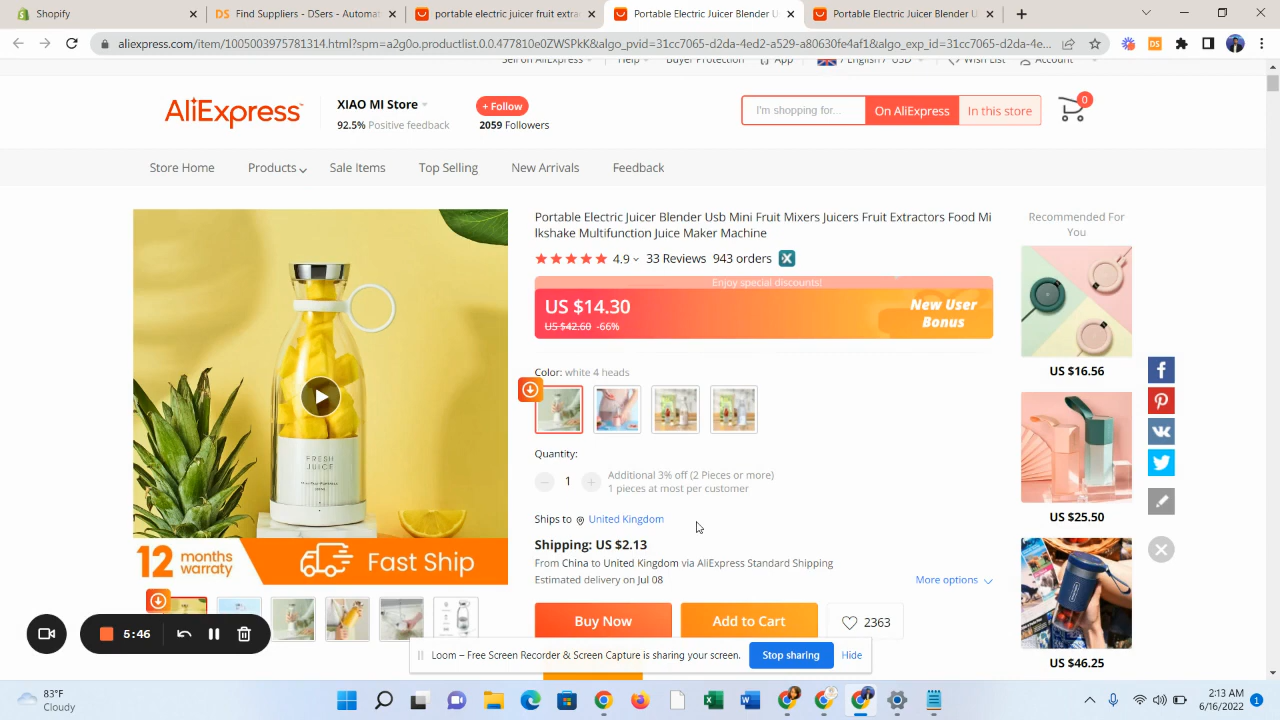 Shopify
Find Suppliers - DSers - Automat
portable electric juicer fruit extra
Portable Electric Juicer Blender U
Portable Electric Juicer Blender U
aliexpress.com/item/1005003975781314.html?spm=a2g0o.productlist.0.0.477810e0ZWSPkK&algo_pvid=31cc7065-d2da-4ed2-a529-a80630fe4af1&algo_exp_id=31cc7065-d2da-4e...
Sell on AliExpress
Help
Buyer Protection
App
/ English / USD
Wish List
Account
AliExpress
XIAO MI Store
92.5% Positive feedback
+ Follow
2059 Followers
I'm shopping for...
On AliExpress
In this store
0
Store Home
Products
Sale Items
Top Selling
New Arrivals
Feedback
Portable Electric Juicer Blender Usb Mini Fruit Mixers Juicers Fruit Extractors Food Mi
lkshake Multifunction Juice Maker Machine
4.9
33 Reviews
943 orders
Enjoy special discounts!
US $14.30
US $42.60 -66%
New User
Bonus
Color: white 4 heads
Quantity:
1
Additional 3% off (2 Pieces or more)
1 pieces at most per customer
Ships to United Kingdom
Shipping: US $2.13
From China to United Kingdom via AliExpress Standard Shipping
Estimated delivery on Jul 08
More options
Buy Now
Add to Cart
2363
Recommended For
You
US $16.56
US $25.50
US $46.25
FRESH
JUICE
12 months
warraty
Fast Ship
5:46
Loom – Free Screen Recorder & Screen Capture is sharing your screen.
Stop sharing
Hide
83°F
Cloudy
2:13 AM
6/16/2022
1